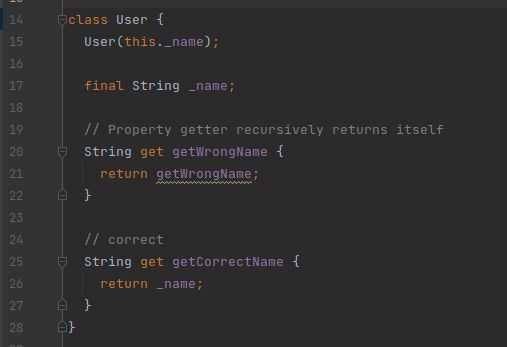 14 class User {
15 User(this._name);
16
17 final String _name;
18
19 // Property getter recursively returns itself
20 String get getWrongName {
21 return getWrongName;
22 }
23
24 // correct
25 String get getCorrectName {
26 return _name;
27 }
28 }